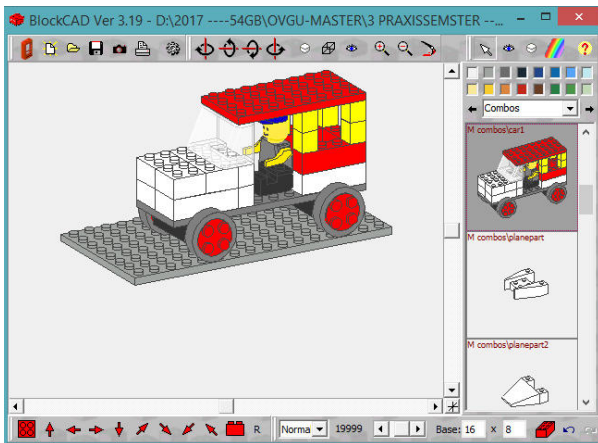 BlockCAD Ver 3.19 - D:\2017 ----54GB\OVGU-MASTER\3 PRAXISSEMSTER --...
?
Combos
M combos\car1
M combos\planepart
M combos\planepart2
R
Norma
19999
Base: 16 x 8